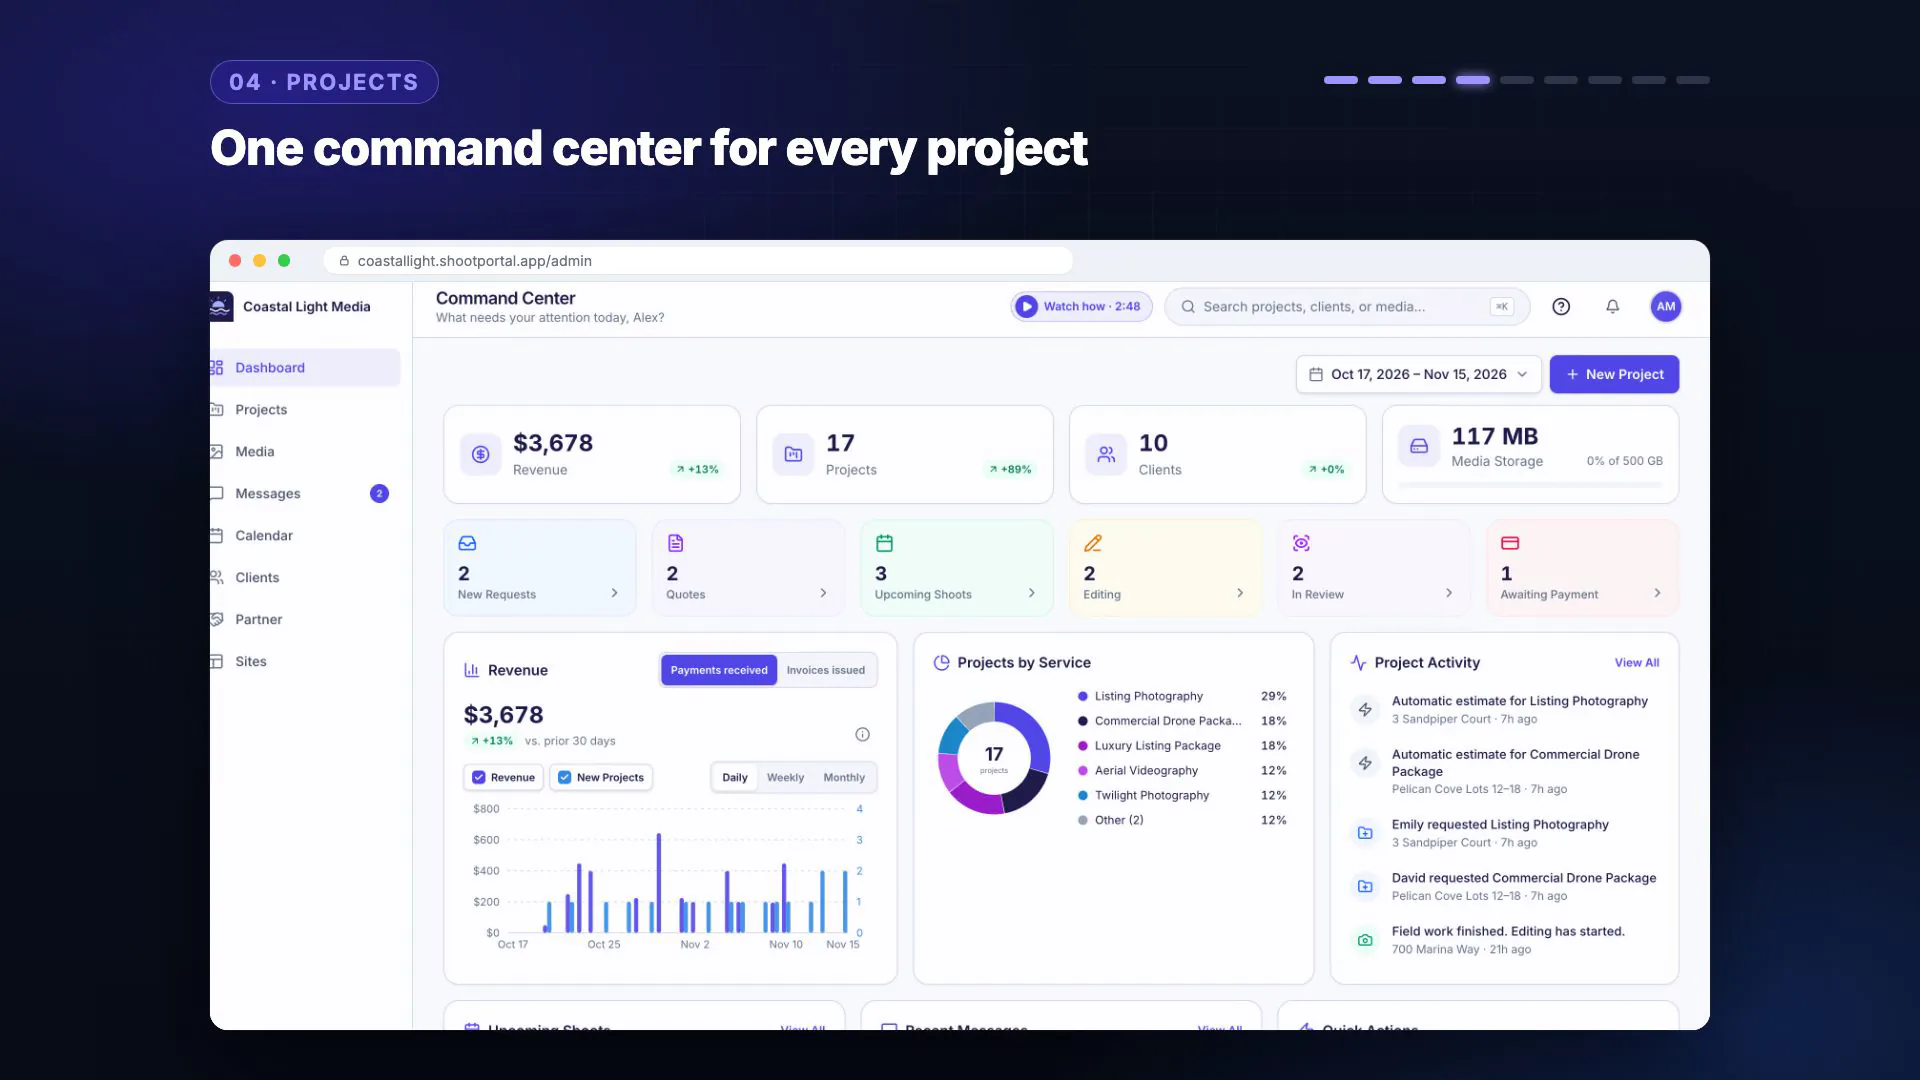 04 · PROJECTS
One command center for every project
coastallight.shootportal.app/admin
Coastal Light Media
Dashboard
Projects
Media
Messages
2
Calendar
Clients
Partner
Sites
Command Center
What needs your attention today, Alex?
Watch how · 2:48
Search projects, clients, or media...
⌘K
AM
Oct 17, 2026 – Nov 15, 2026
+ New Project
$3,678
Revenue
+13%
17
Projects
+89%
10
Clients
+0%
117 MB
Media Storage
0% of 500 GB
2
New Requests
2
Quotes
3
Upcoming Shoots
2
Editing
2
In Review
1
Awaiting Payment
Revenue
Payments received
Invoices issued
$3,678
+13%
vs. prior 30 days
Revenue
New Projects
Daily
Weekly
Monthly
$800
$600
$400
$200
$0
4
3
2
1
0
Oct 17
Oct 25
Nov 2
Nov 10
Nov 15
Projects by Service
17
projects
Listing Photography 29%
Commercial Drone Packa... 18%
Luxury Listing Package 18%
Aerial Videography 12%
Twilight Photography 12%
Other (2) 12%
Project Activity
View All
Automatic estimate for Listing Photography
3 Sandpiper Court · 7h ago
Automatic estimate for Commercial Drone
Package
Pelican Cove Lots 12–18 · 7h ago
Emily requested Listing Photography
3 Sandpiper Court · 7h ago
David requested Commercial Drone Package
Pelican Cove Lots 12–18 · 7h ago
Field work finished. Editing has started.
700 Marina Way · 21h ago
Upcoming Shoots
View All
Recent Messages
View All
Quick Actions